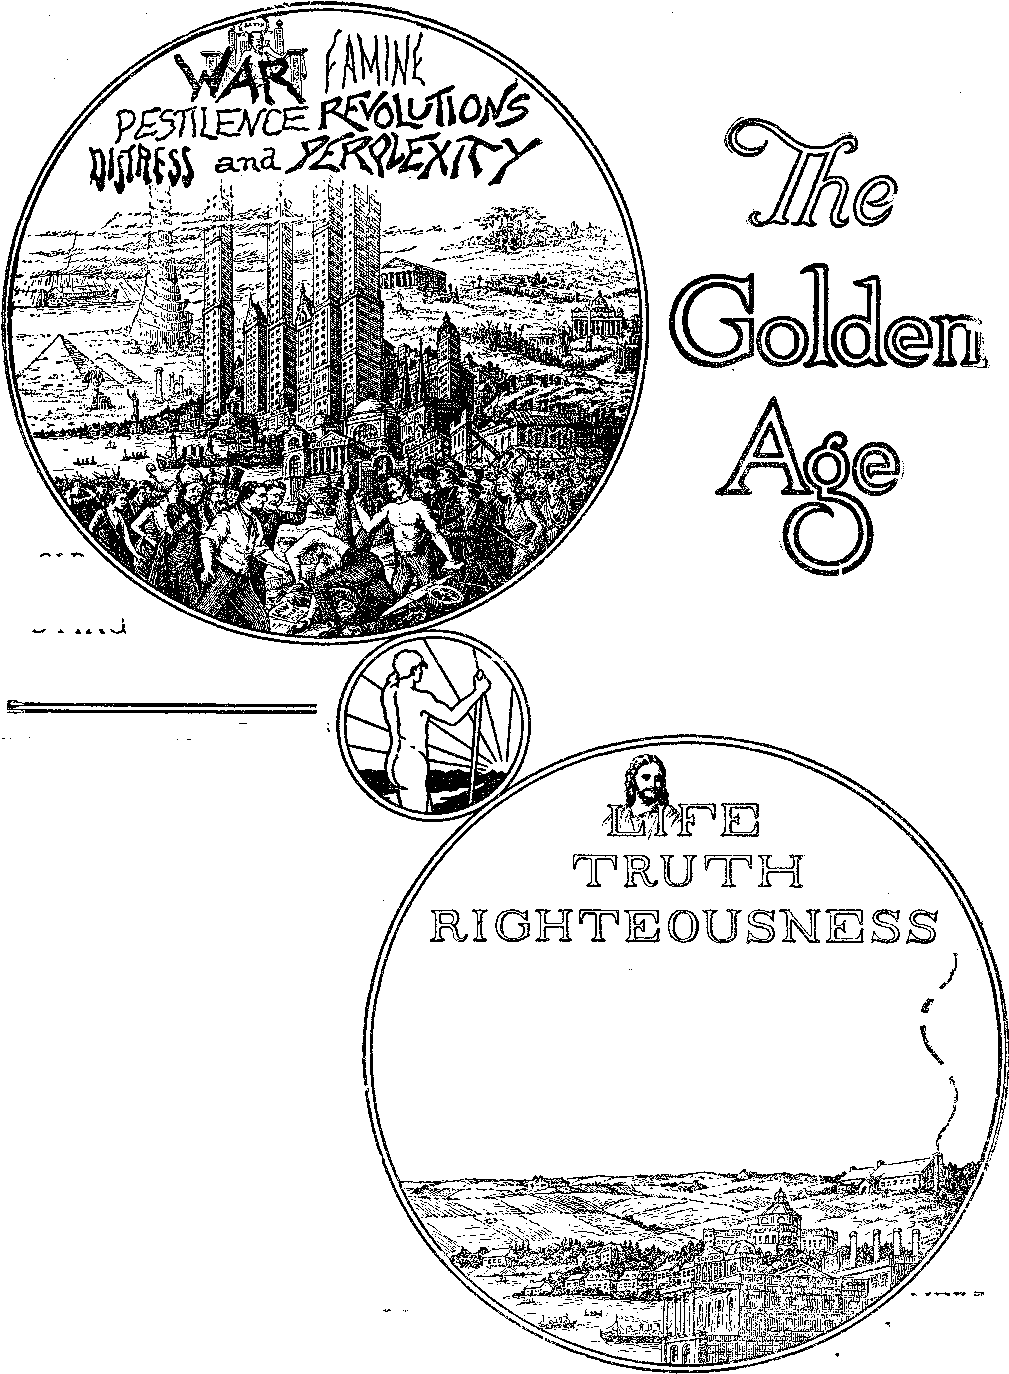 WAR FAMINE
PESTILENCE REVOLUTIONS
DISTRESS and PERPLEXITY
The
Golden
Age
LIFE
TRUTH
RIGHTEOUSNESS